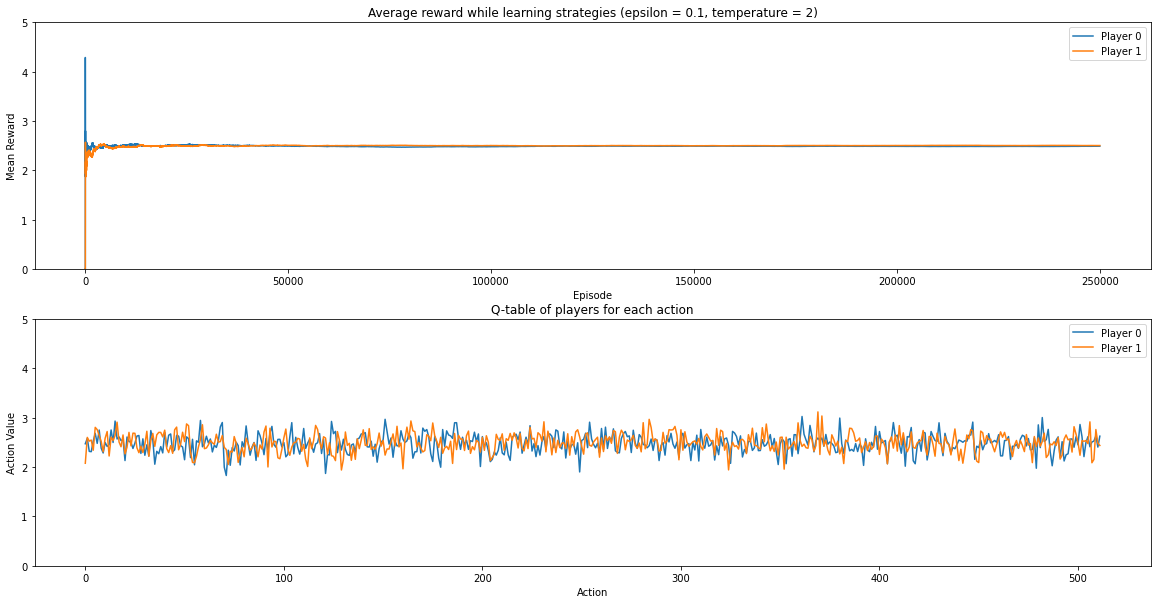 Average reward while learning strategies (epsilon = 0.1, temperature = 2)
5
4
3
2
1
0
Mean Reward
Player 0
Player 1
0
50000
100000
150000
200000
250000
Episode
Q-table of players for each action
5
4
3
2
1
0
Action Value
Player 0
Player 1
0
100
200
300
400
500
Action